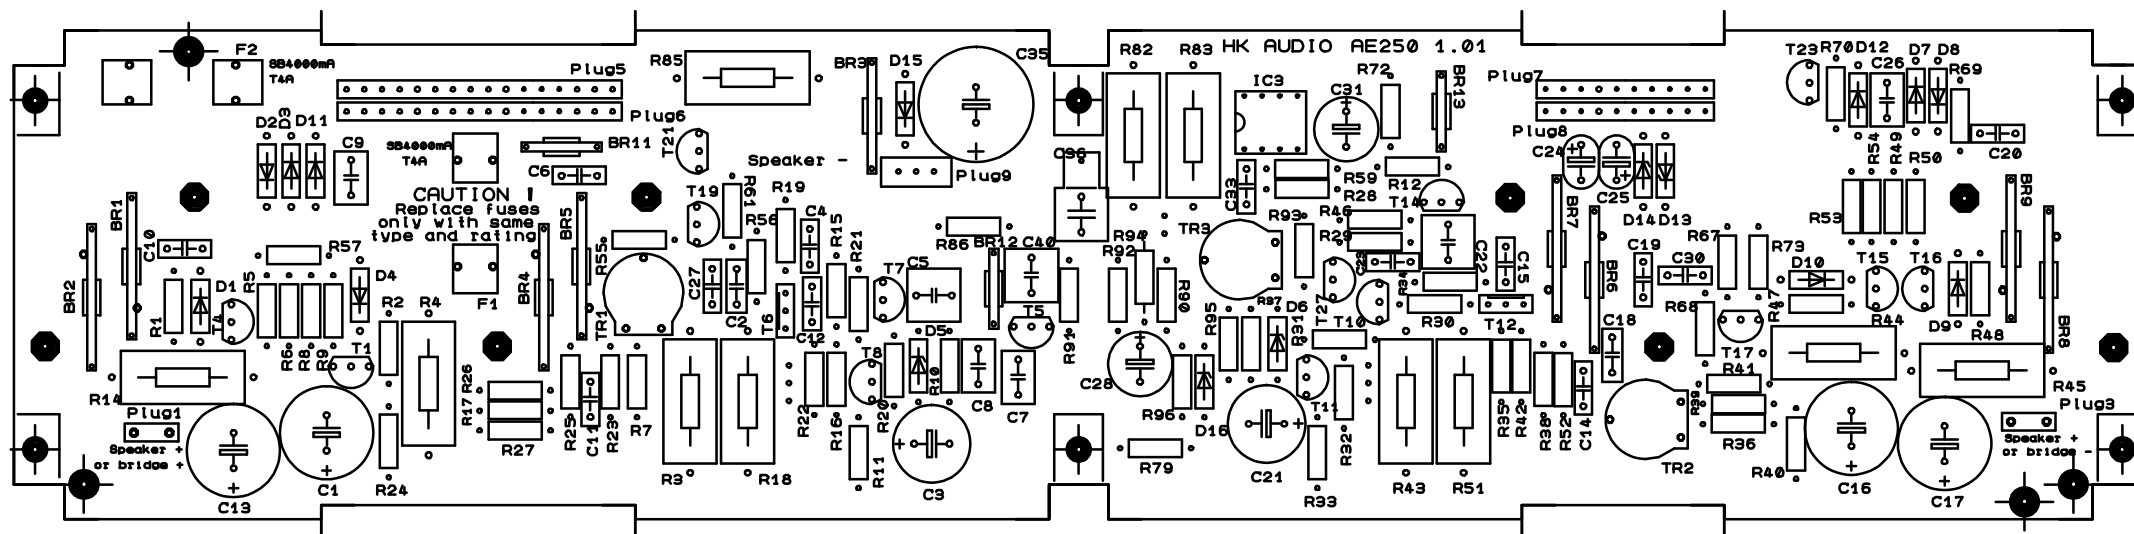 F2
SB4000mA
T4A
Plug5
R85
BR3
D15
C35
R82
R83
HK AUDIO AE250 1.01
IC3
R72
C31
BR13
Plug7
T23
R70
D12
D7
D8
C26
R69
D2
D3
D11
C9
SB4000mA
T4A
Plug6
BR11
T21
C6
Speaker -
Plug9
C36
C33
R59
R28
R12
T14
Plug8
C24
C25
D14
D13
R54
R49
R50
C20
CAUTION !
Replace fuses
only with same
type and rating
BR1
BR5
T19
R61
R56
R19
C4
R15
R21
R86
BR12
C40
R94
R92
TR3
R93
R46
R29
C23
R34
C22
C15
BR7
BR6
C19
R67
R73
R53
BR9
C10
R57
R5
D4
R55
BR2
R1
D1
T4
R2
R4
F1
BR4
TR1
C27
C2
T6
C12
T7
C5
T5
R91
R90
R95
R37
D6
R31
T27
T10
R30
T12
C30
R68
D10
R47
T15
T16
R44
D9
R48
BR8
R6
R8
R9
T1
R14
Plug1
R26
R17
R27
R25
C11
R23
R7
R22
R16
T8
R20
D5
R10
C8
C7
C28
R96
D16
T11
R32
R35
R42
R38
R52
C14
C18
T17
R41
R39
R36
R45
Plug3
Speaker +
or bridge +
C13
C1
R24
R3
R18
R11
C3
R79
C21
R33
R43
R51
TR2
R40
C16
C17
Speaker +
or bridge -